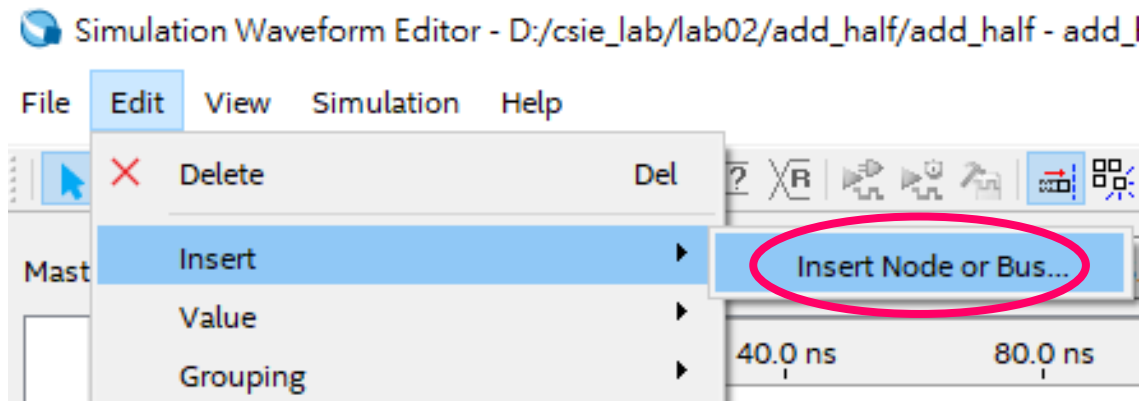 Simulation Waveform Editor - D:/csie_lab/lab02/add_half/add_half - add_
File Edit View Simulation Help
Delete Del
Insert Insert Node or Bus...
Mast
Value
40.0 ns 80.0 ns
Grouping